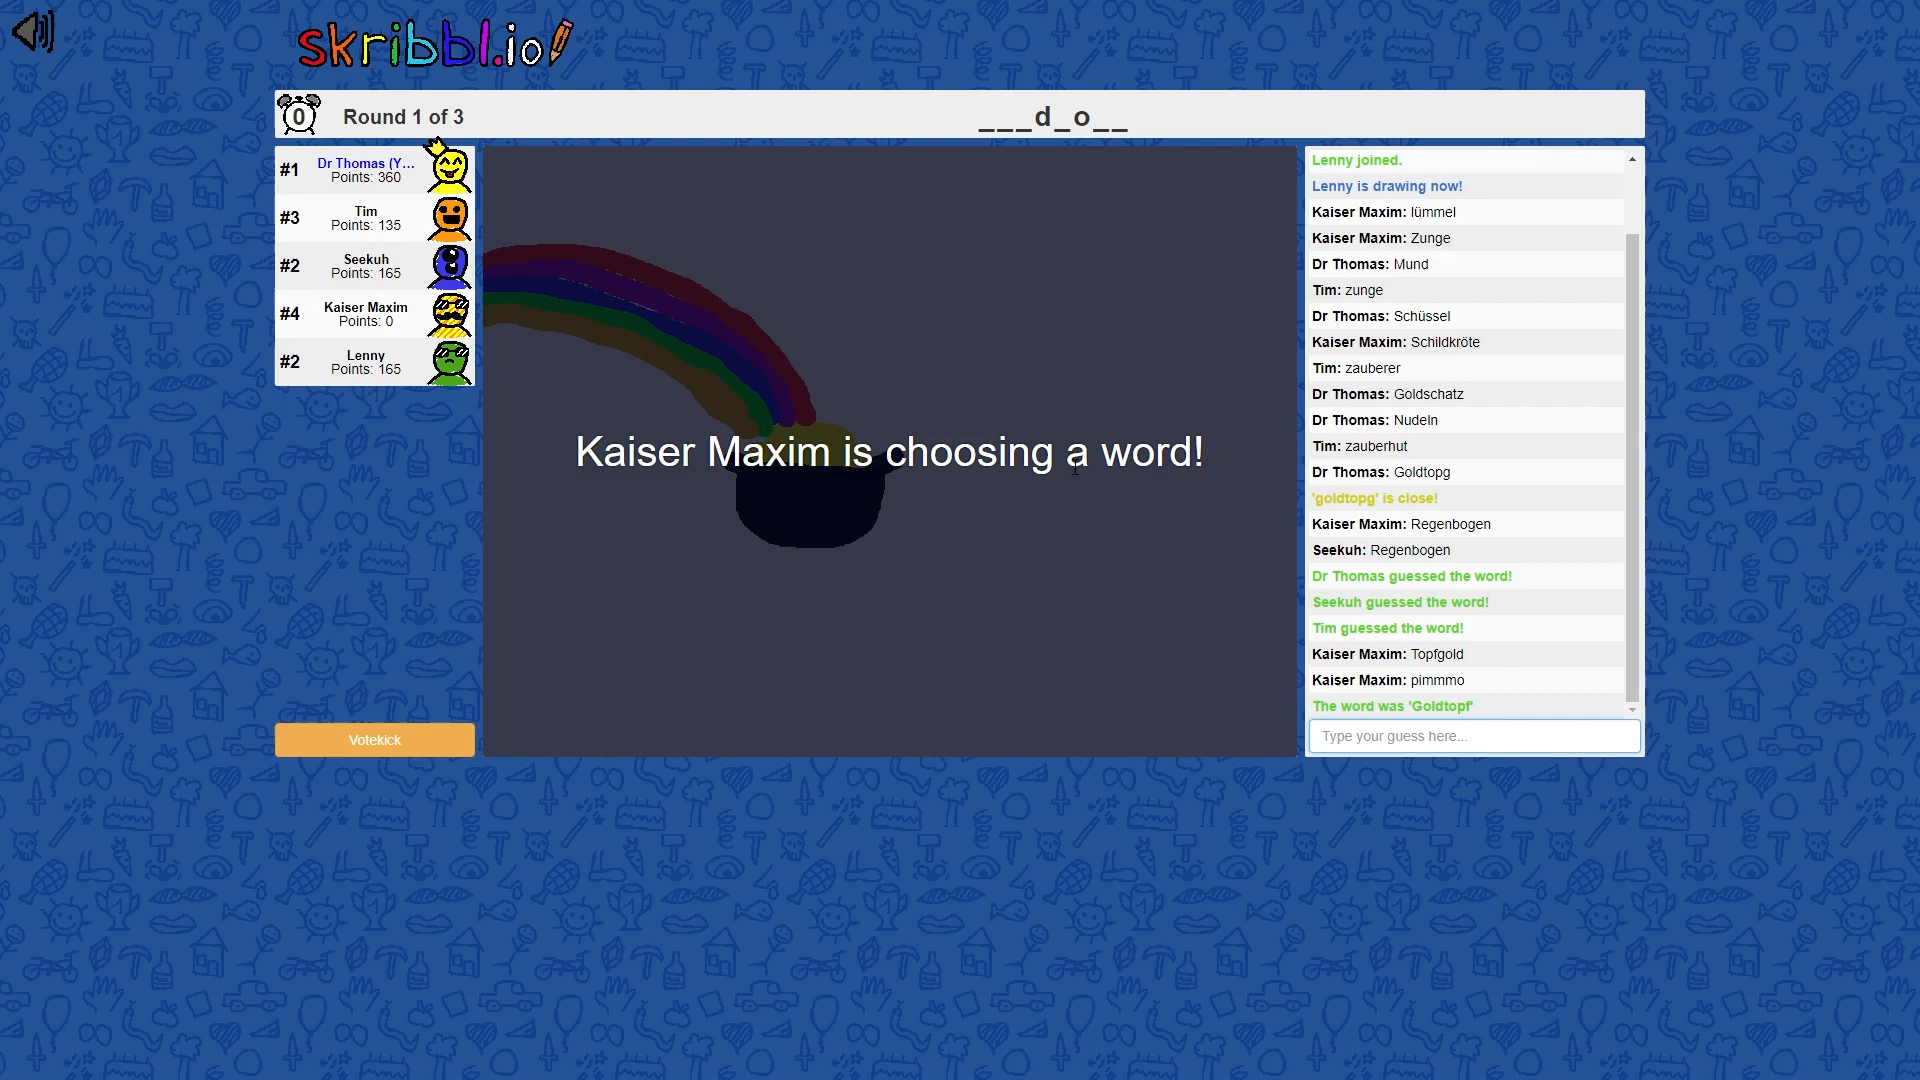 skribbl.io
0
Round 1 of 3
___d_o__
#1
Dr Thomas (Y...
Points: 360
#3
Tim
Points: 135
#2
Seekuh
Points: 165
#4
Kaiser Maxim
Points: 0
#2
Lenny
Points: 165
Votekick
Kaiser Maxim is choosing a word!
Lenny joined.
Lenny is drawing now!
Kaiser Maxim: lümmel
Kaiser Maxim: Zunge
Dr Thomas: Mund
Tim: zunge
Dr Thomas: Schüssel
Kaiser Maxim: Schildkröte
Tim: zauberer
Dr Thomas: Goldschatz
Dr Thomas: Nudeln
Tim: zauberhut
Dr Thomas: Goldtopg
'goldtopg' is close!
Kaiser Maxim: Regenbogen
Seekuh: Regenbogen
Dr Thomas guessed the word!
Seekuh guessed the word!
Tim guessed the word!
Kaiser Maxim: Topfgold
Kaiser Maxim: pimmmo
The word was 'Goldtopf'
Type your guess here...